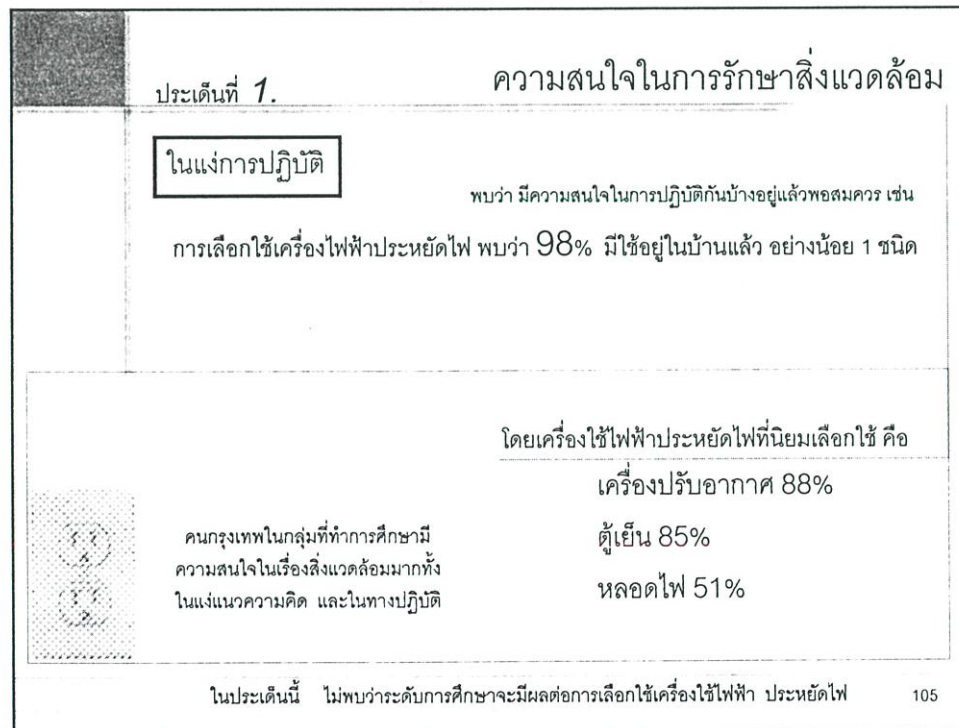 ความสนใจในการรักษาสิ่งแวดล้อม
ประเด็นที่ 1.
ในแง่การปฏิบัติ
พบว่า มีความสนใจในการปฏิบัติกันบ้างอยู่แล้วพอสมควร เช่น
การเลือกใช้เครื่องไฟฟ้าประหยัดไฟ พบว่า 98% มีใช้อยู่ในบ้านแล้ว อย่างน้อย 1 ชนิด
โดยเครื่องใช้ไฟฟ้าประหยัดไฟที่นิยมเลือกใช้ คือ
เครื่องปรับอากาศ 88%
ตู้เย็น 85%
หลอดไฟ 51%
คนกรุงเทพในกลุ่มที่ทำการศึกษามี
ความสนใจในเรื่องสิ่งแวดล้อมมากทั้ง
ในแง่แนวความคิด และในทางปฏิบัติ
ในประเด็นนี้ ไม่พบว่าระดับการศึกษาจะมีผลต่อการเลือกใช้เครื่องใช้ไฟฟ้า ประหยัดไฟ 105